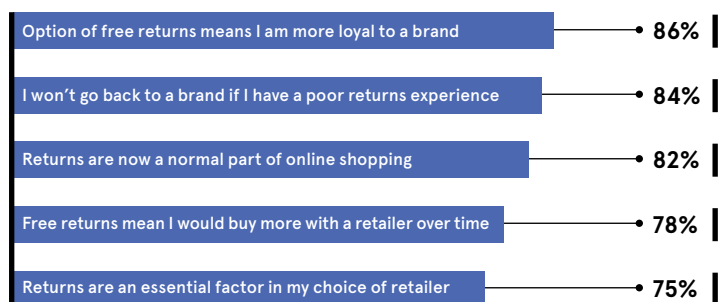 Option of free returns means I am more loyal to a brand 86%
I won’t go back to a brand if I have a poor returns experience 84%
Returns are now a normal part of online shopping 82%
Free returns mean I would buy more with a retailer over time 78%
Returns are an essential factor in my choice of retailer 75%